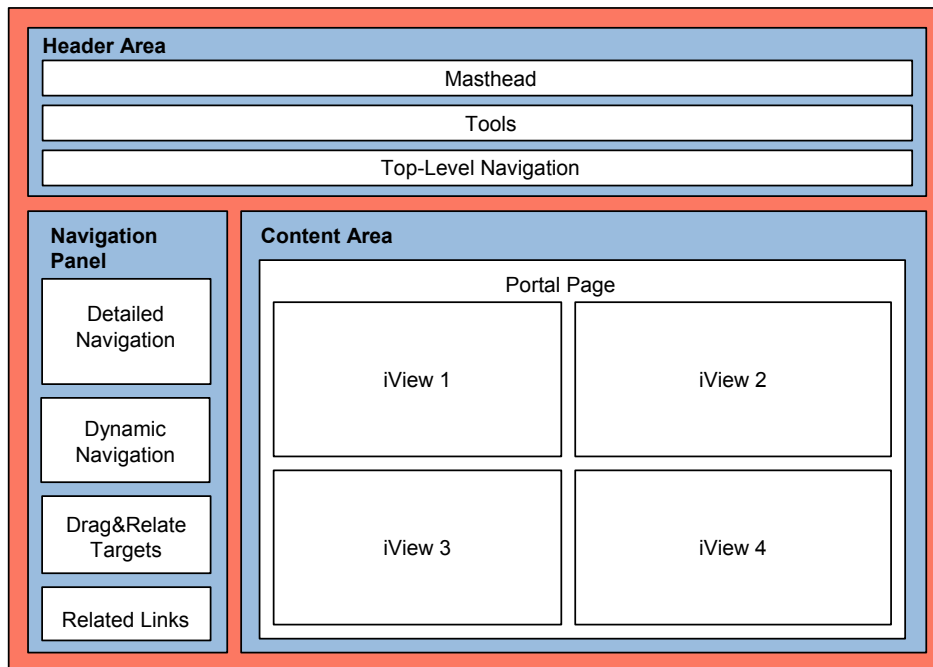 Header Area
Masthead
Tools
Top-Level Navigation
Navigation
Panel
Detailed
Navigation
Dynamic
Navigation
Drag&Relate
Targets
Related Links
Content Area
Portal Page
iView 1
iView 2
iView 3
iView 4